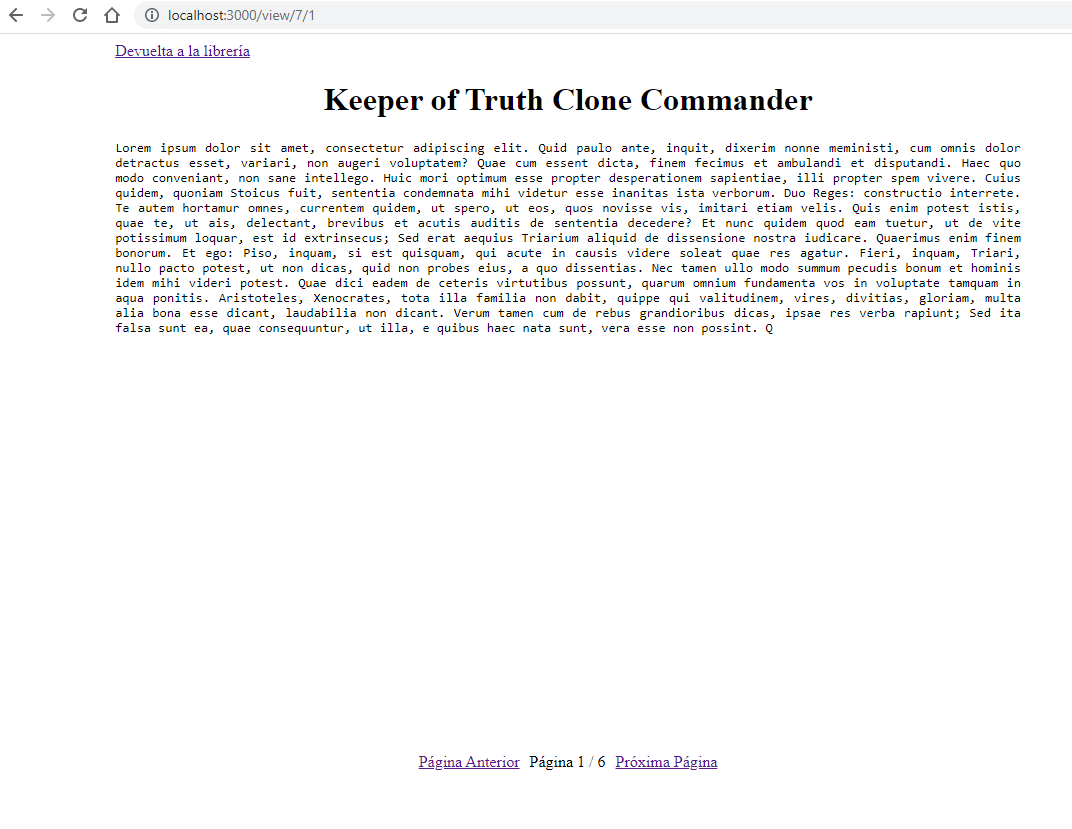 localhost:3000/view/7/1
Devuelta a la librería
Keeper of Truth Clone Commander
Lorem ipsum dolor sit amet, consectetur adipiscing elit. Quid paulo ante, inquit, dixerim nonne meministi, cum omnis dolor
detractus esset, variari, non augeri voluptatem? Quae cum essent dicta, finem fecimus et ambulandi et disputandi. Haec quo
modo conveniant, non sane intellego. Huic mori optimum esse propter desperationem sapientiae, illi propter spem vivere. Cuius
quidem, quoniam Stoicus fuit, sententia condemnata mihi videtur esse inanitas ista verborum. Duo Reges: constructio interrete.
Te autem hortamur omnes, currentem quidem, ut spero, ut eos, quos novisse vis, imitari etiam velis. Quis enim potest istis,
quae te, ut ais, delectant, brevibus et acutis auditis de sententia decedere? Et nunc quidem quod eam tuetur, ut de vite
potissimum loquar, est id extrinsecus; Sed erat aequius Triarium aliquid de dissensione nostra iudicare. Quaerimus enim finem
bonorum. Et ego: Piso, inquam, si est quisquam, qui acute in causis videre soleat quae res agatur. Fieri, inquam, Triari,
nullo pacto potest, ut non dicas, quid non probes eius, a quo dissentias. Nec tamen ullo modo summum pecudis bonum et hominis
idem mihi videri potest. Quae dici eadem de ceteris virtutibus possunt, quarum omnium fundamenta vos in voluptate tamquam in
aqua ponitis. Aristoteles, Xenocrates, tota illa familia non dabit, quippe qui valitudinem, vires, divitias, gloriam, multa
alia bona esse dicant, laudabilia non dicant. Verum tamen cum de rebus grandioribus dicas, ipsae res verba rapiunt; Sed ita
falsa sunt ea, quae consequuntur, ut illa, e quibus haec nata sunt, vera esse non possint. Q
Página Anterior Página 1 / 6 Próxima Página